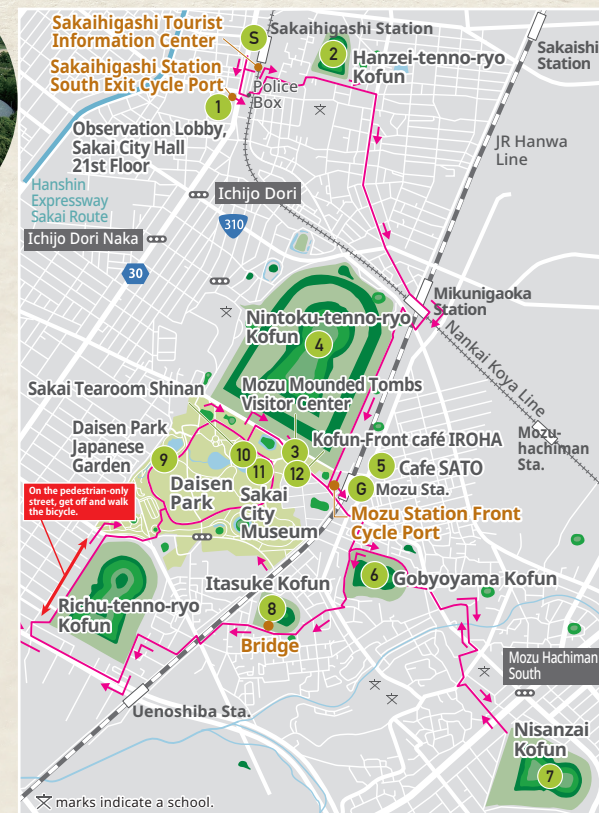 Sakaihigashi Tourist
Information Center
S
Sakaihigashi Station
2
Hanzei-tenno-ryo
Kofun
Sakaishi
Station
Sakaihigashi Station
South Exit Cycle Port
Police
Box
1
Observation Lobby,
Sakai City Hall
21st Floor
JR Hanwa
Line
Hanshin
Expressway
Sakai Route
Ichijo Dori
310
Ichijo Dori Naka
30
Mikunigaoka
Station
Nintoku-tenno-ryo
Kofun
4
Nankai Koya Line
Sakai Tearoom Shinan
Mozu Mounded Tombs
Visitor Center
Kofun-Front café IROHA
Mozu-
hachiman
Sta.
Daisen Park
Japanese
Garden
9
10
3
11
12
5
Cafe SATO
Daisen
Park
Sakai
City
Museum
G
Mozu Sta.
On the pedestrian-only
street, get off and walk
the bicycle.
Mozu Station Front
Cycle Port
6
Gobyoyama Kofun
Itasuke Kofun
8
Richu-tenno-ryo
Kofun
Bridge
Mozu Hachiman
South
Uenoshiba Sta.
Nisanzai
Kofun
7
marks indicate a school.